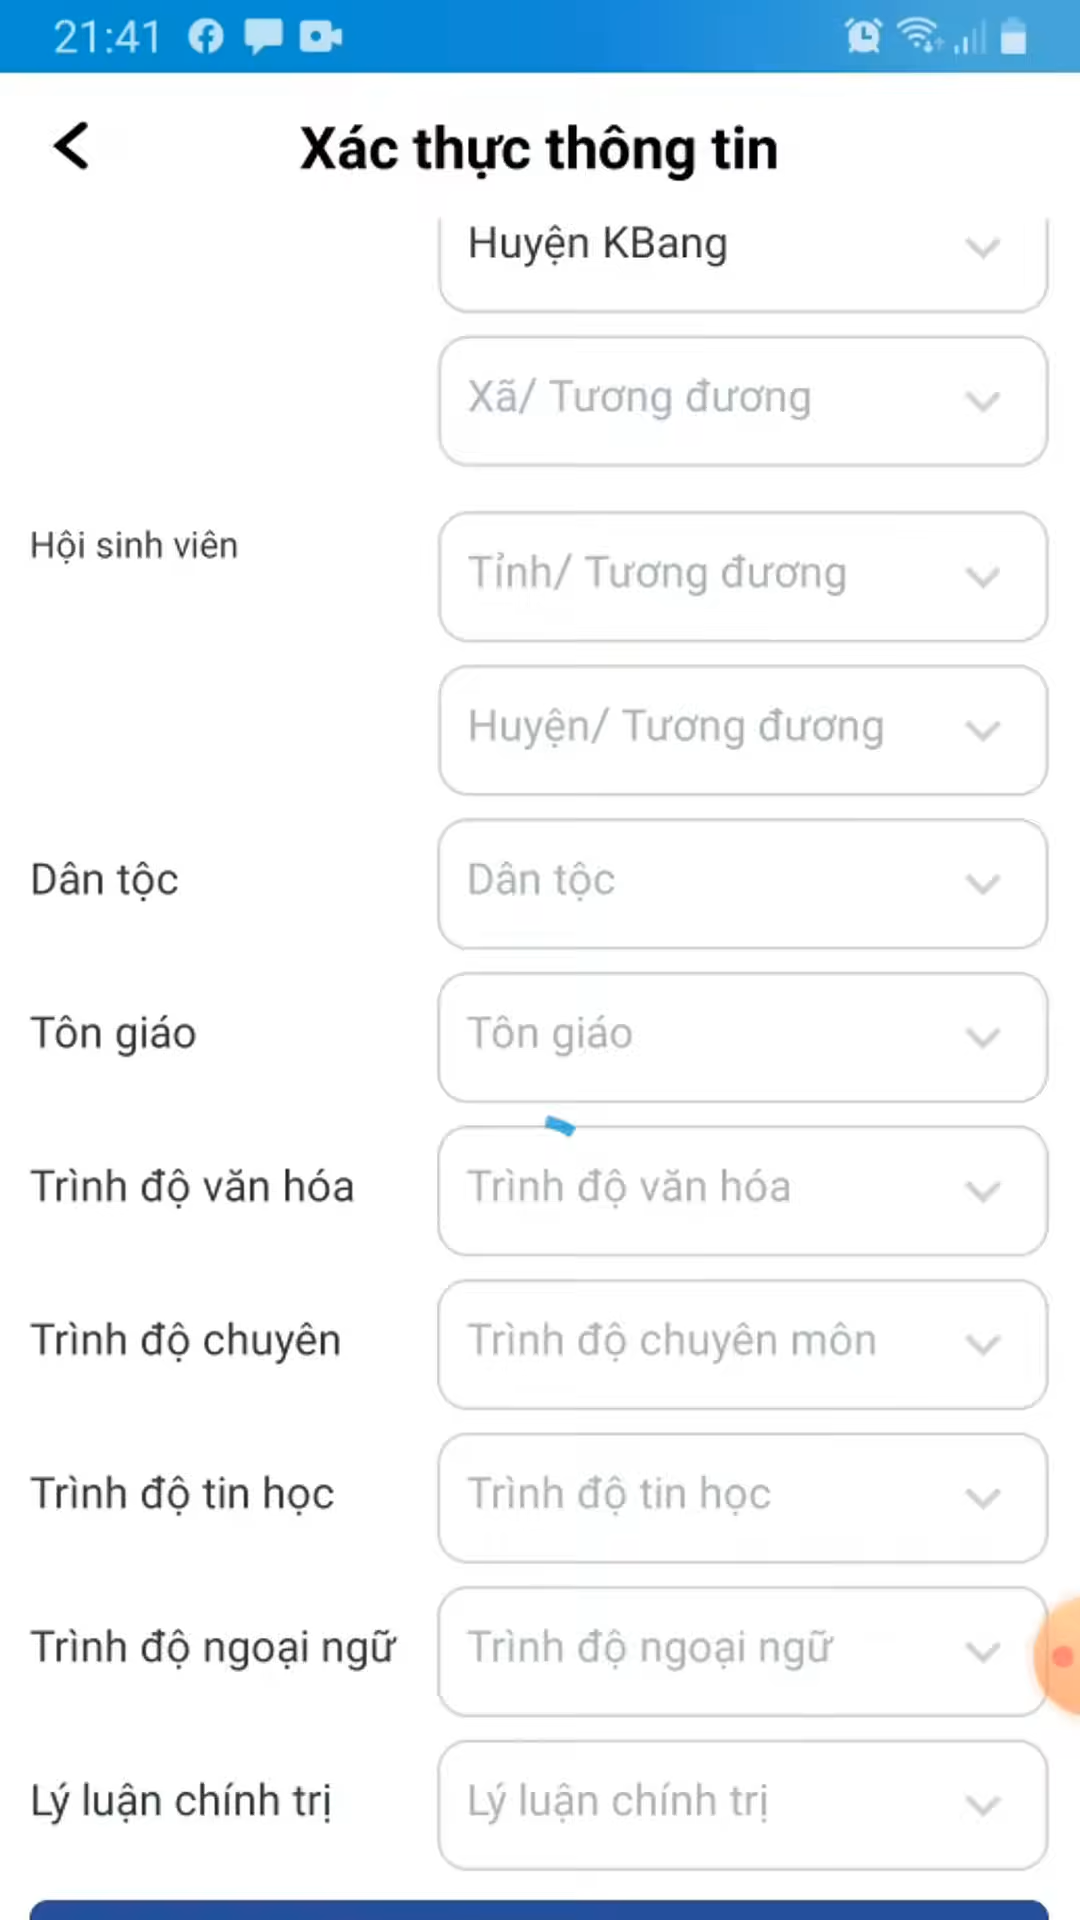 21:41
Xác thực thông tin
Huyện KBang
Xã/ Tương đương
Hội sinh viên
Tỉnh/ Tương đương
Huyện/ Tương đương
Dân tộc
Dân tộc
Tôn giáo
Tôn giáo
Trình độ văn hóa
Trình độ văn hóa
Trình độ chuyên
Trình độ chuyên môn
Trình độ tin học
Trình độ tin học
Trình độ ngoại ngữ
Trình độ ngoại ngữ
Lý luận chính trị
Lý luận chính trị